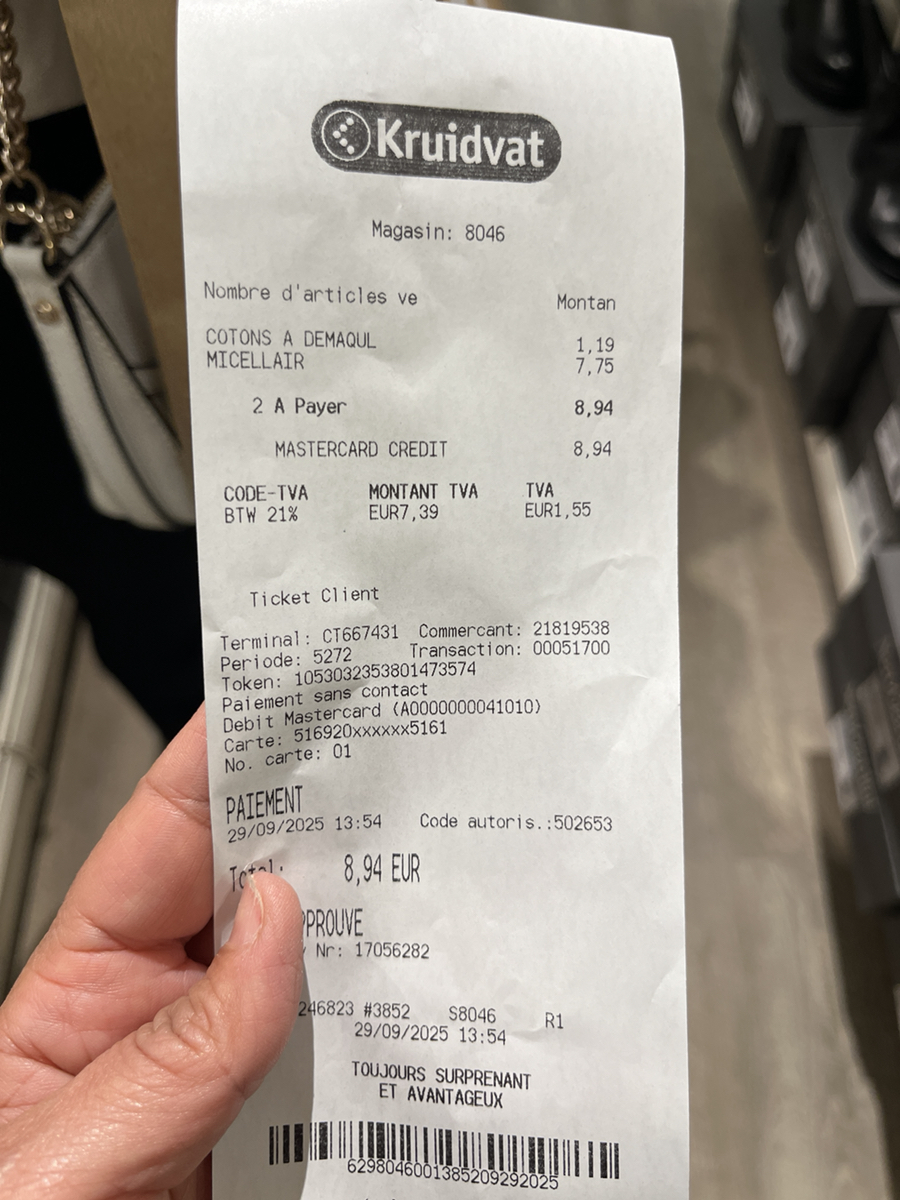 Kruidvat
Magasin: 8046
Nombre d'articles ve Montan
COTONS A DEMAQUL 1,19
MICELLAIR 7,75
2 A Payer 8,94
MASTERCARD CREDIT 8,94
CODE-TVA MONTANT TVA TVA
BTW 21% EUR7,39 EUR1,55
Ticket Client
Terminal: CT667431 Commercant: 21819538
Periode: 5272 Transaction: 00051700
Token: 1053032353801473574
Paiement sans contact
Debit Mastercard (A0000000041010)
Carte: 516920xxxxxx5161
No. carte: 01
PAIEMENT
29/09/2025 13:54 Code autoris.:502653
Total: 8,94 EUR
PPROUVE
Nr: 17056282
246823 #3852 S8046 R1
29/09/2025 13:54
TOUJOURS SURPRENANT
ET AVANTAGEUX
6298046001385209292025